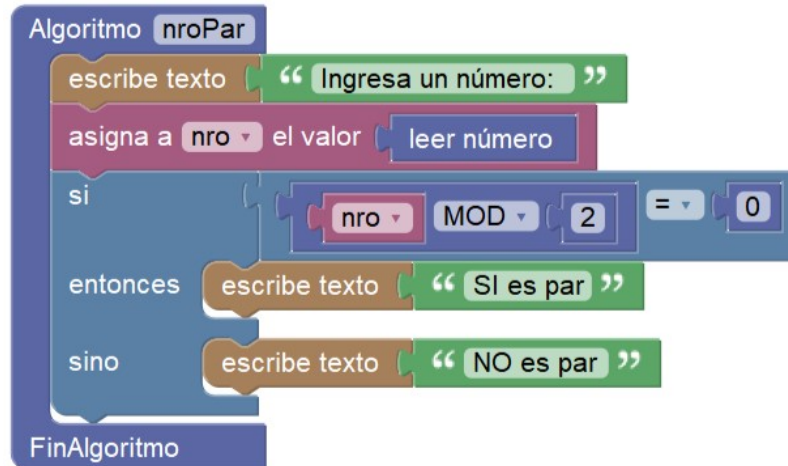 Algoritmo nroPar
escribe texto “ Ingresa un número: ”
asigna a nro el valor leer número
si nro MOD 2 = 0
entonces escribe texto “ SI es par ”
sino escribe texto “ NO es par ”
FinAlgoritmo